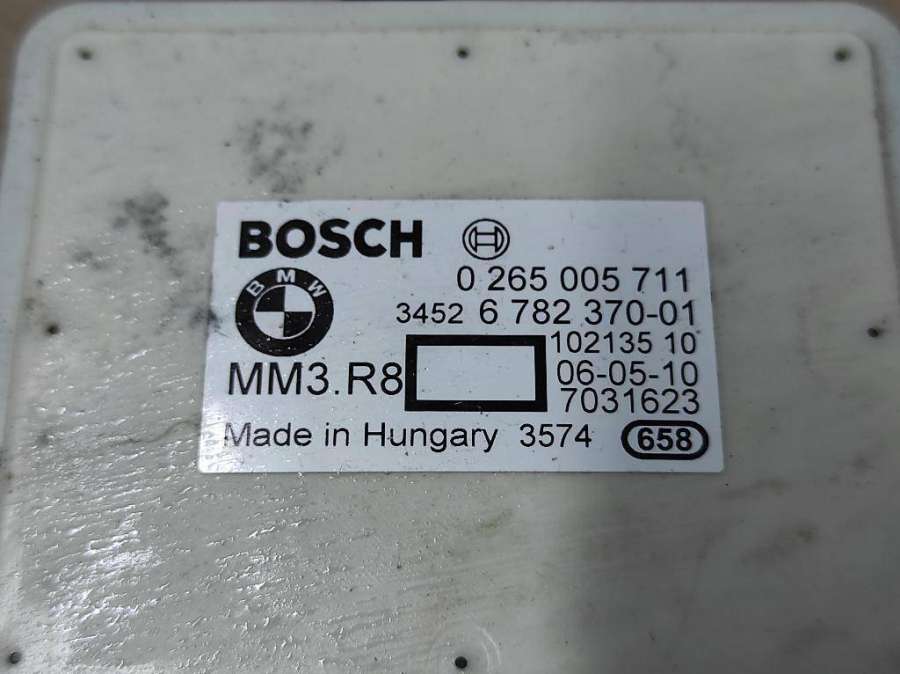 BOSCH
0 265 005 711
BMW
3452 6 782 370-01
102135 10
MM3.R8
06-05-10
7031623
Made in Hungary 3574 658